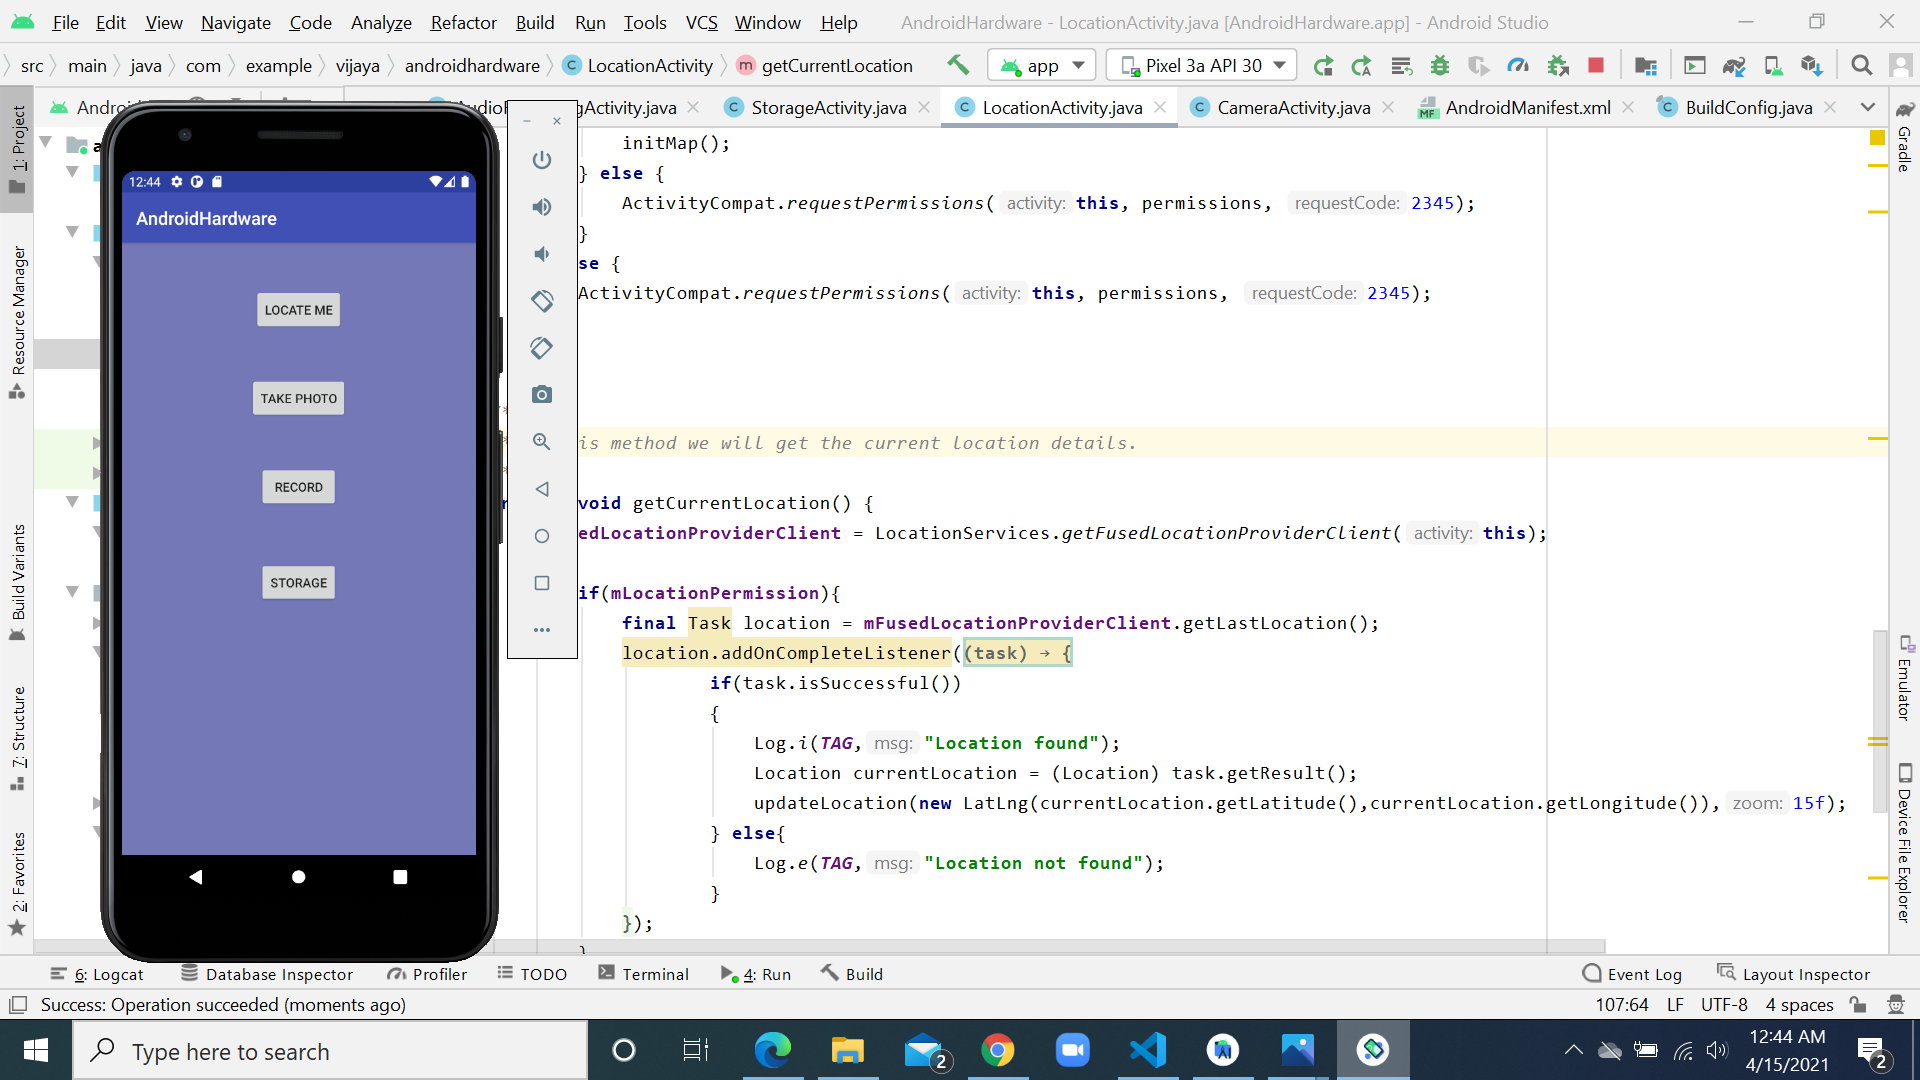 File Edit View Navigate Code Analyze Refactor Build Run Tools VCS Window Help AndroidHardware - LocationActivity.java [AndroidHardware.app] - Android Studio
src main java com example vijaya androidhardware LocationActivity getCurrentLocation app Pixel 3a API 30
gActivity.java StorageActivity.java LocationActivity.java CameraActivity.java AndroidManifest.xml BuildConfig.java
1: Project
Resource Manager
Build Variants
7: Structure
2: Favorites
12:44
AndroidHardware
LOCATE ME
TAKE PHOTO
RECORD
STORAGE
initMap();
} else {
ActivityCompat.requestPermissions( activity: this, permissions, requestCode: 2345);
}
se {
ActivityCompat.requestPermissions( activity: this, permissions, requestCode: 2345);
is method we will get the current location details.
void getCurrentLocation() {
edLocationProviderClient = LocationServices.getFusedLocationProviderClient( activity: this);
if(mLocationPermission){
final Task location = mFusedLocationProviderClient.getLastLocation();
location.addOnCompleteListener((task) → {
if(task.isSuccessful())
{
Log.i(TAG, msg: "Location found");
Location currentLocation = (Location) task.getResult();
updateLocation(new LatLng(currentLocation.getLatitude(),currentLocation.getLongitude()), zoom: 15f);
} else{
Log.e(TAG, msg: "Location not found");
}
});
Gradle
Emulator
Device File Explorer
6: Logcat Database Inspector Profiler TODO Terminal 4: Run Build Event Log Layout Inspector
Success: Operation succeeded (moments ago) 107:64 LF UTF-8 4 spaces
Type here to search 2 12:44 AM
4/15/2021 2